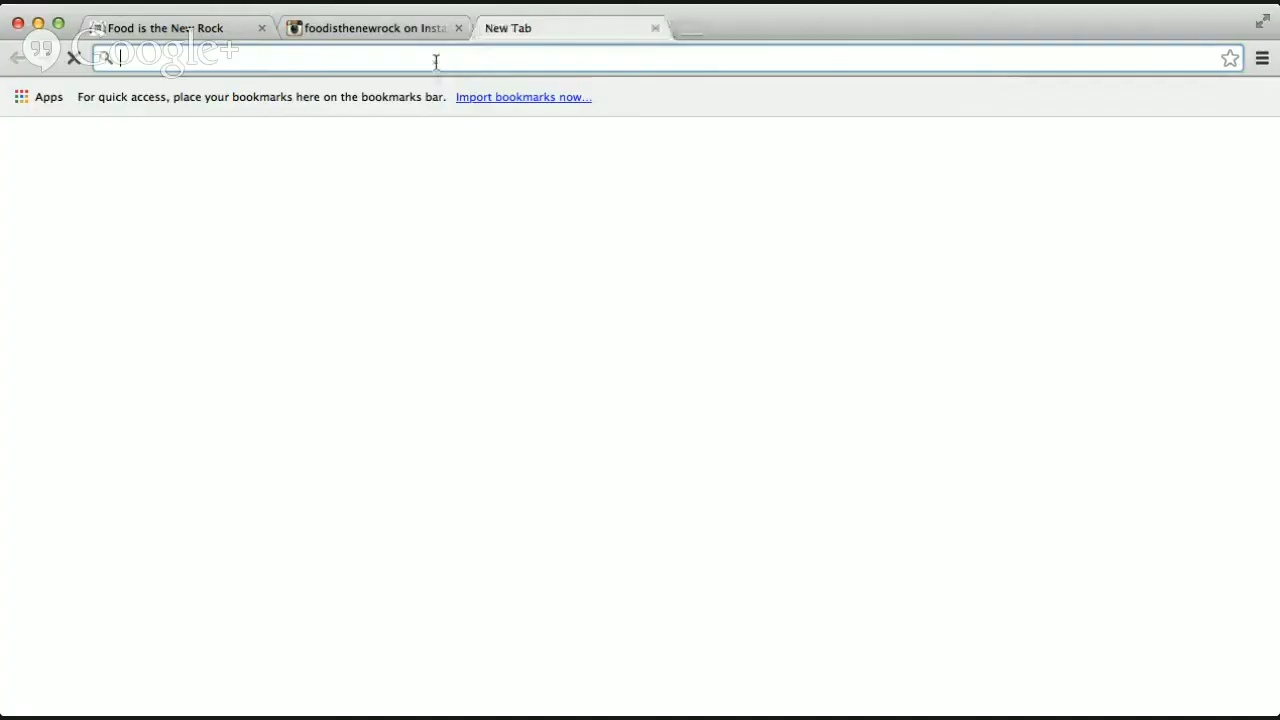 Food is the New Rock
foodisthenewrock on Insta
New Tab
Google+
Apps
For quick access, place your bookmarks here on the bookmarks bar.
Import bookmarks now...